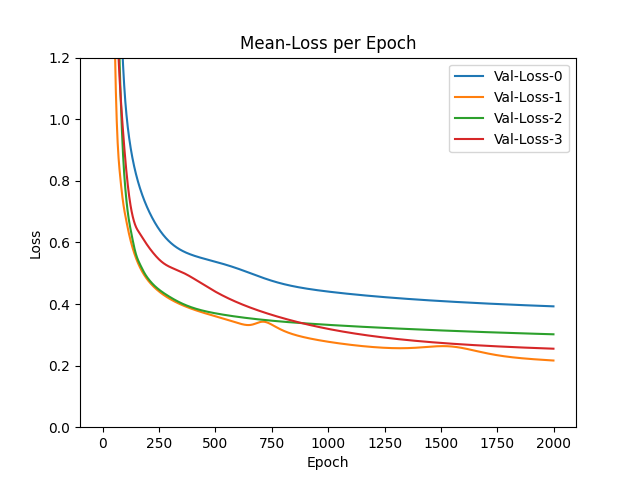 Mean-Loss per Epoch
1.2
1.0
0.8
0.6
0.4
0.2
0.0
Loss
Val-Loss-0
Val-Loss-1
Val-Loss-2
Val-Loss-3
0 250 500 750 1000 1250 1500 1750 2000
Epoch